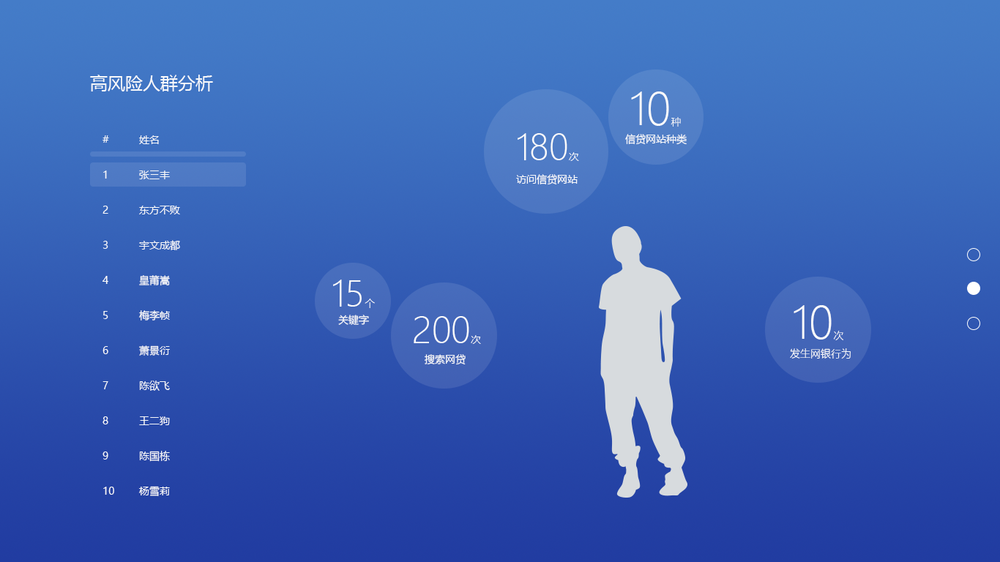 高风险人群分析
# 姓名
1 张三丰
2 东方不败
3 宇文成都
4 皇莆嵩
5 梅李帧
6 萧景衍
7 陈欲飞
8 王二狗
9 陈国栋
10 杨雪莉
180次
访问信贷网站
10种
信贷网站种类
15个
关键字
200次
搜索网贷
10次
发生网银行为